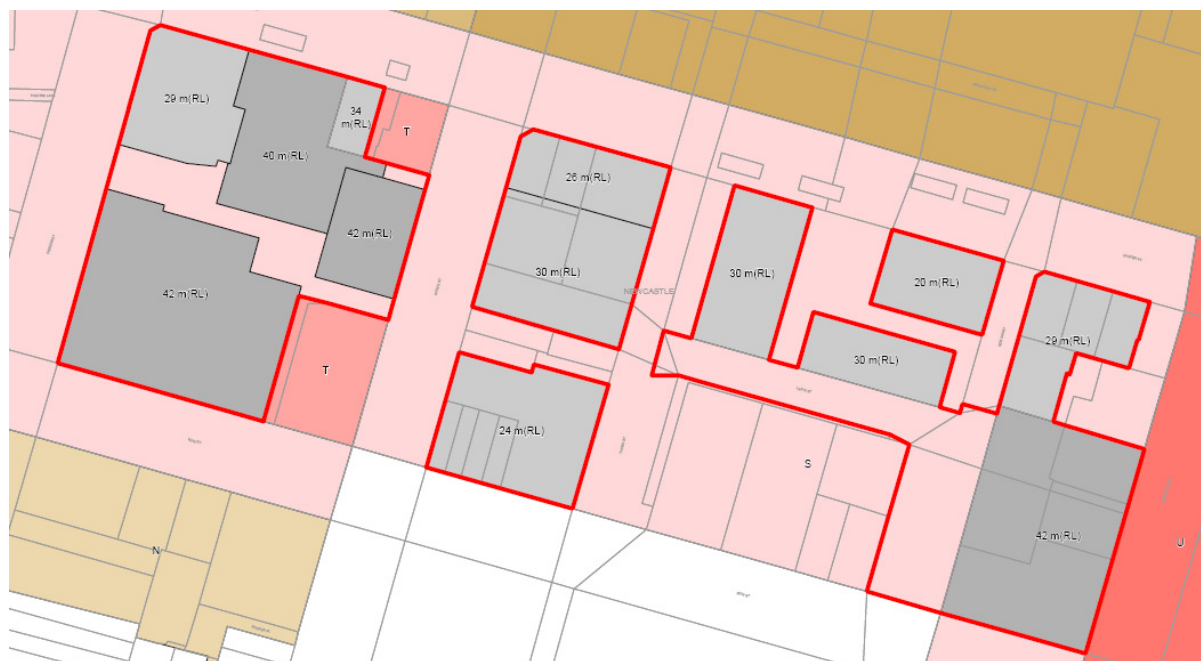 29 m(RL)
34
m(RL)
T
40 m(RL)
26 m(RL)
42 m(RL)
30 m(RL)
NEWCASTLE
30 m(RL)
20 m(RL)
42 m(RL)
29 m(RL)
30 m(RL)
T
24 m(RL)
S
42 m(RL)
U
N